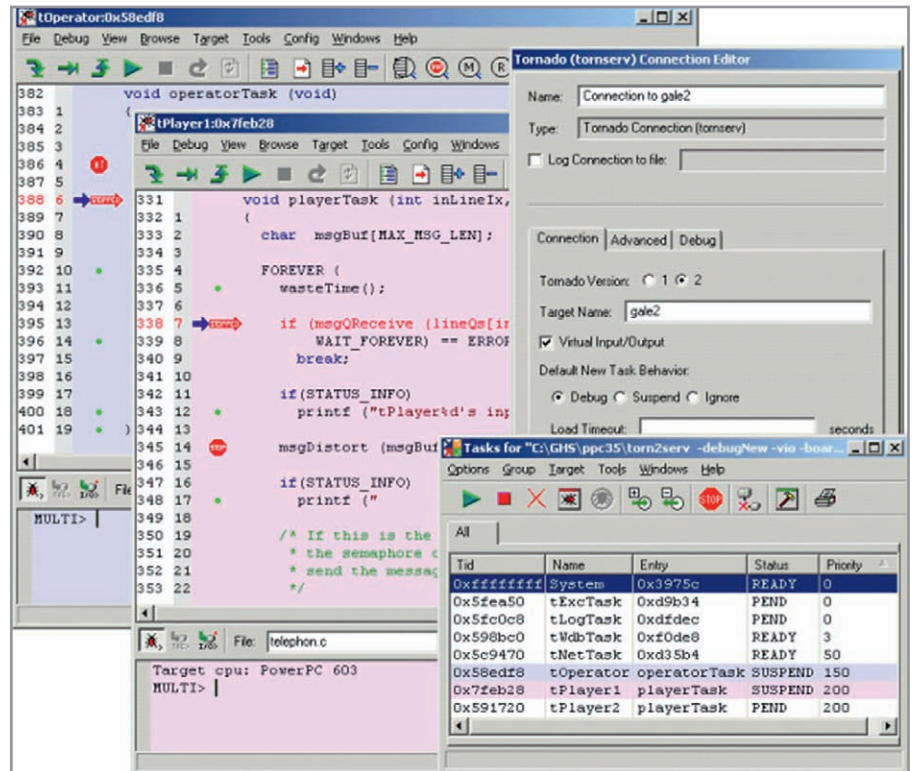 tOperator:0x58edf8
File Debug View Browse Target Tools Config Windows Help
M
R
382 void operatorTask (void)
383 1 {
384 2
385 3
386 4
387 5
388 6 STOPPED
389 7
390 8
391 9
392 10
393 11
394 12
395 13
396 14
397 15
398 16
399 17
400 18
401 19 }
File
MULTI>
tPlayer1:0x7feb28
File Debug View Browse Target Tools Config Windows
331 void playerTask (int inLineIx,
332 1 {
333 2 char msgBuf[MAX_MSG_LEN];
334 3
335 4 FOREVER {
336 5 wasteTime();
337 6
338 7 STOPPED if (msgQReceive (lineQs[in
339 8 WAIT_FOREVER) == ERROR
340 9 break;
341 10
342 11 if(STATUS_INFO)
343 12 printf ("tPlayer%d's inp
344 13
345 14 STOP msgDistort (msgBuf
346 15
347 16 if(STATUS_INFO)
348 17 printf ("
349 18
350 19 /* If this is the
351 20 * the semaphore
352 21 * send the messag
353 22 */
File: telephon.c
Target cpu: PowerPC 603
MULTI>
Tornado (tornserv) Connection Editor
Name: Connection to gale2
Type: Tornado Connection (tornserv)
Log Connection to file:
Connection Advanced Debug
Tornado Version: 1 2
Target Name: gale2
Virtual Input/Output
Default New Task Behavior:
Debug Suspend Ignore
Load Timeout: seconds
Tasks for "C:\GHS\ppc35\torn2serv -debugNew -vio -boar...
Options Group Target Tools Windows Help
STOP
All
Tid Name Entry Status Priority
0xffffffff System 0x3975c READY 0
0x5fea50 tExcTask 0xd9b34 PEND 0
0x5fc0c8 tLogTask 0xdfdec PEND 0
0x598bc0 tWdbTask 0xf0de8 READY 3
0x5c9470 tNetTask 0xd35b4 READY 50
0x58edf8 tOperator operatorTask SUSPEND 150
0x7feb28 tPlayer1 playerTask SUSPEND 200
0x591720 tPlayer2 playerTask PEND 200